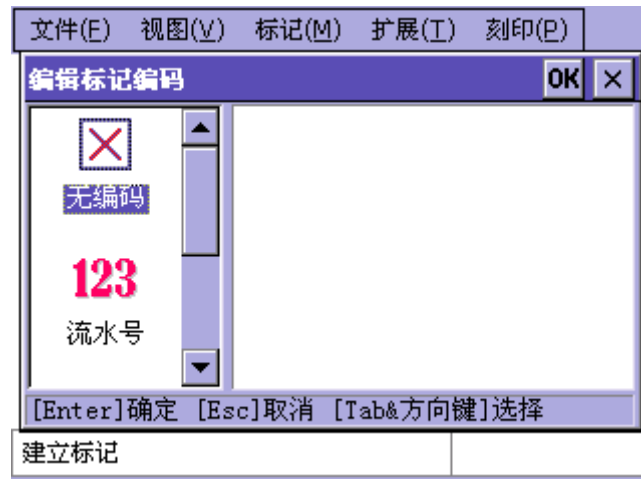 文件(F) 视图(V) 标记(M) 扩展(T) 刻印(P)
编辑标记编码 OK ×
无编码
123
流水号
[Enter]确定 [Esc]取消 [Tab&方向键]选择
建立标记